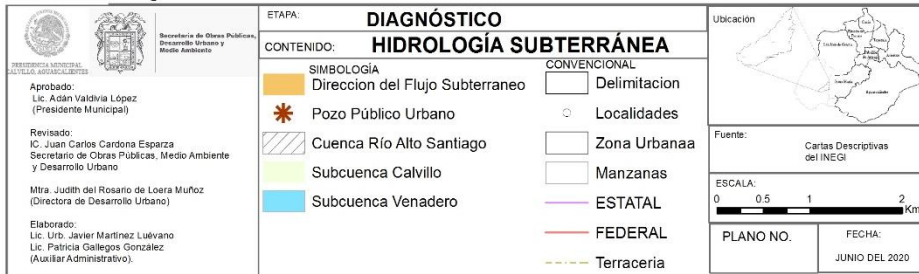 PRESIDENCIA MUNICIPAL
CALVILLO, AGUASCALIENTES
Secretaria de Obras Públicas,
Desarrollo Urbano y
Medio Ambiente
Aprobado:
Lic. Adán Valdivia López
(Presidente Municipal)
Revisado:
IC. Juan Carlos Cardona Esparza
Secretario de Obras Públicas, Medio Ambiente
y Desarrollo Urbano
Mtra. Judith del Rosario de Loera Muñoz
(Directora de Desarrollo Urbano)
Elaborado:
Lic. Urb. Javier Martínez Luévano
Lic. Patricia Gallegos González
(Auxiliar Administrativo).
ETAPA: DIAGNÓSTICO
CONTENIDO: HIDROLOGÍA SUBTERRÁNEA
SIMBOLOGÍA
Direccion del Flujo Subterraneo
Pozo Público Urbano
Cuenca Río Alto Santiago
Subcuenca Calvillo
Subcuenca Venadero
CONVENCIONAL
Delimitacion
Localidades
Zona Urbanaa
Manzanas
ESTATAL
FEDERAL
Terraceria
Ubicación
Fuente:
Cartas Descriptivas
del INEGI
ESCALA:
0 0.5 1 2
Km
PLANO NO.
FECHA:
JUNIO DEL 2020